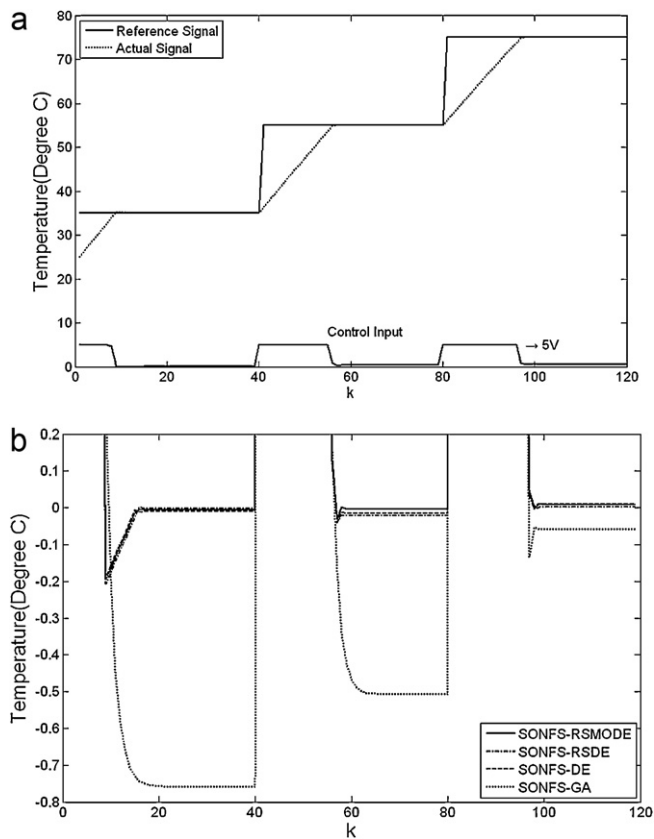 a
80
70
60
50
40
30
20
10
0
Temperature(Degree C)
Reference Signal
Actual Signal
Control Input
→ 5V
0 20 40 60 80 100 120
k
b
0.2
0.1
0
-0.1
-0.2
-0.3
-0.4
-0.5
-0.6
-0.7
-0.8
Temperature(Degree C)
SONFS-RSMODE
SONFS-RSDE
SONFS-DE
SONFS-GA
0 20 40 60 80 100 120
k